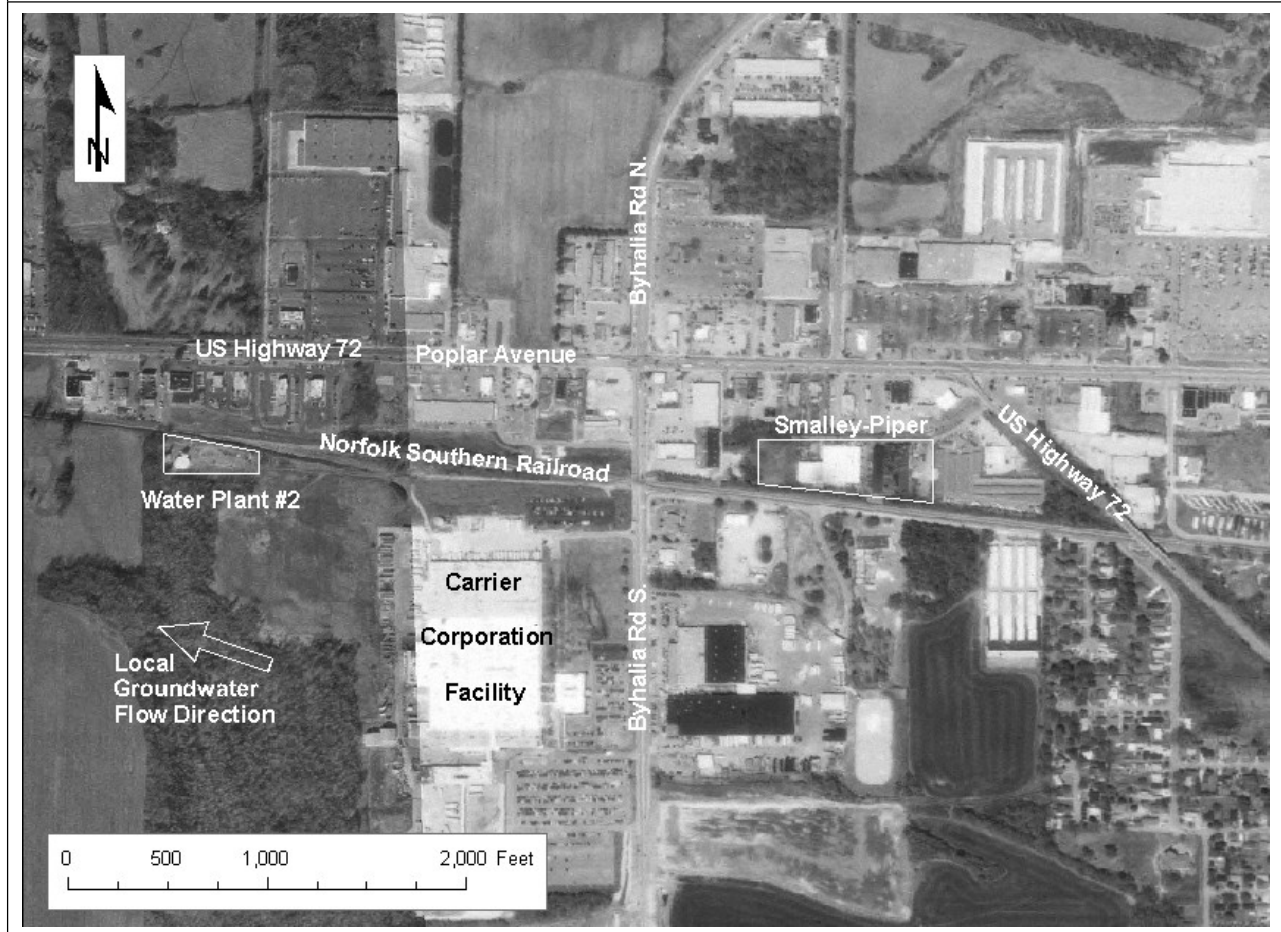 N
Byhalia Rd N.
US Highway 72
Poplar Avenue
Smalley-Piper
US Highway 72
Norfolk Southern Railroad
Water Plant #2
Carrier
Corporation
Facility
Byhalia Rd S.
Local
Groundwater
Flow Direction
0 500 1,000 2,000 Feet